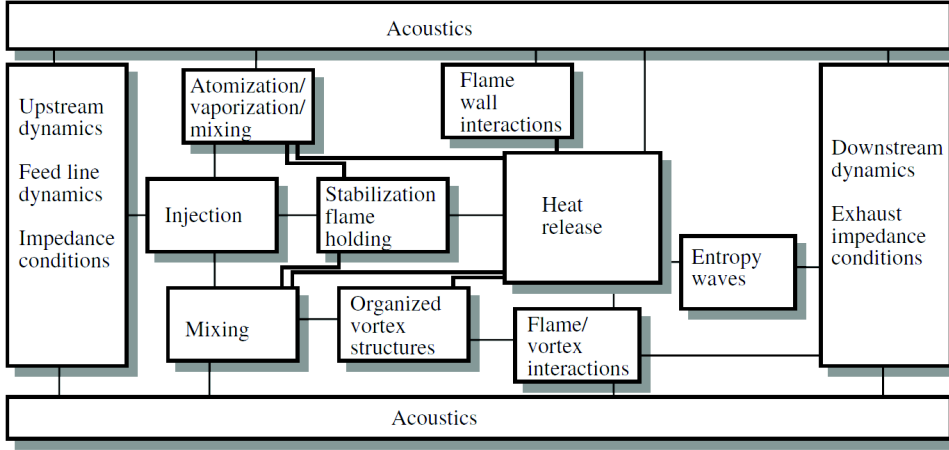 Acoustics
Upstream
dynamics
Feed line
dynamics
Impedance
conditions
Atomization/
vaporization/
mixing
Flame
wall
interactions
Downstream
dynamics
Exhaust
impedance
conditions
Injection
Stabilization
flame
holding
Heat
release
Entropy
waves
Mixing
Organized
vortex
structures
Flame/
vortex
interactions
Acoustics